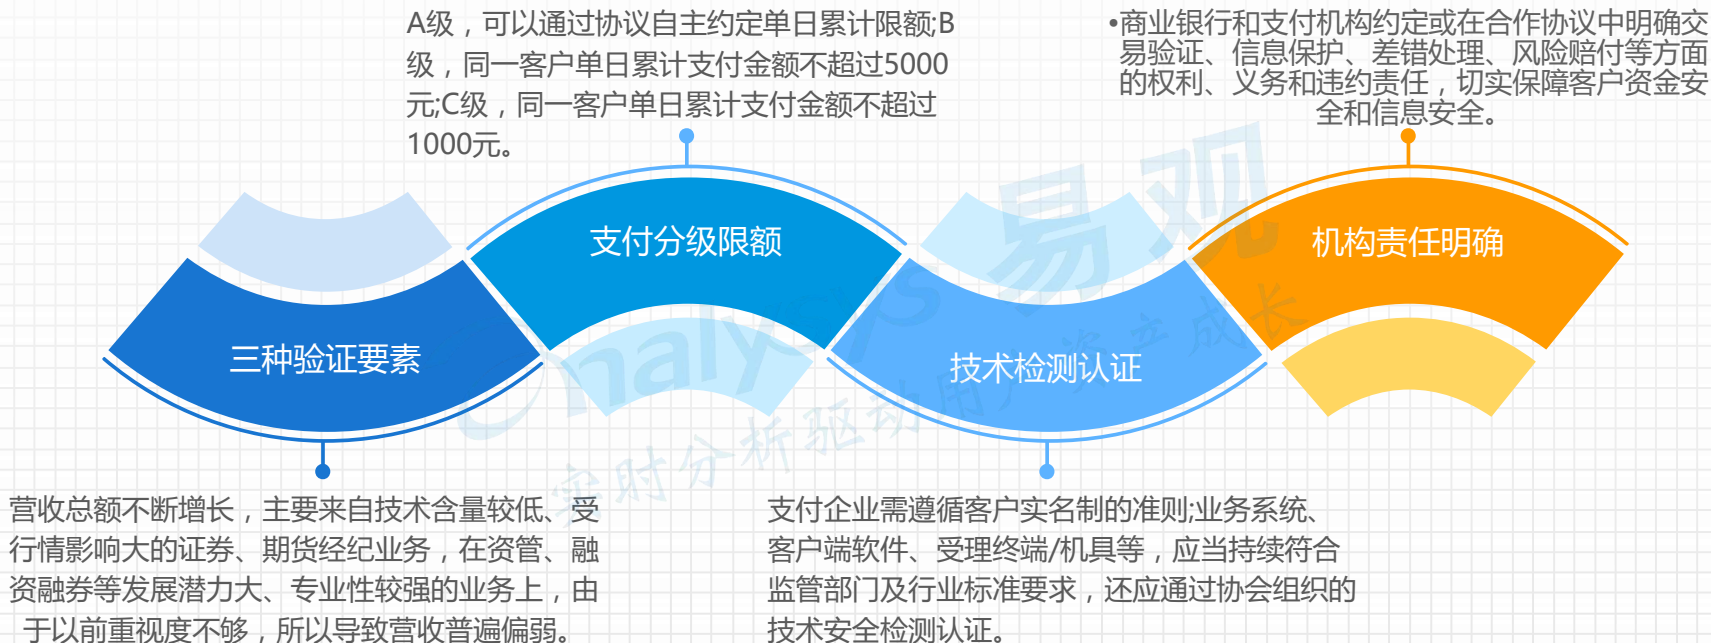 A级，可以通过协议自主约定单日累计限额;B
级，同一客户单日累计支付金额不超过5000
元;C级，同一客户单日累计支付金额不超过
1000元。
•商业银行和支付机构约定或在合作协议中明确交
易验证、信息保护、差错处理、风险赔付等方面
的权利、义务和违约责任，切实保障客户资金安
全和信息安全。
支付分级限额
机构责任明确
三种验证要素
技术检测认证
易观
analysys
实时分析驱动用户资产成长
营收总额不断增长，主要来自技术含量较低、受
行情影响大的证券、期货经纪业务，在资管、融
资融券等发展潜力大、专业性较强的业务上，由
于以前重视度不够，所以导致营收普遍偏弱。
支付企业需遵循客户实名制的准则;业务系统、
客户端软件、受理终端/机具等，应当持续符合
监管部门及行业标准要求，还应通过协会组织的
技术安全检测认证。